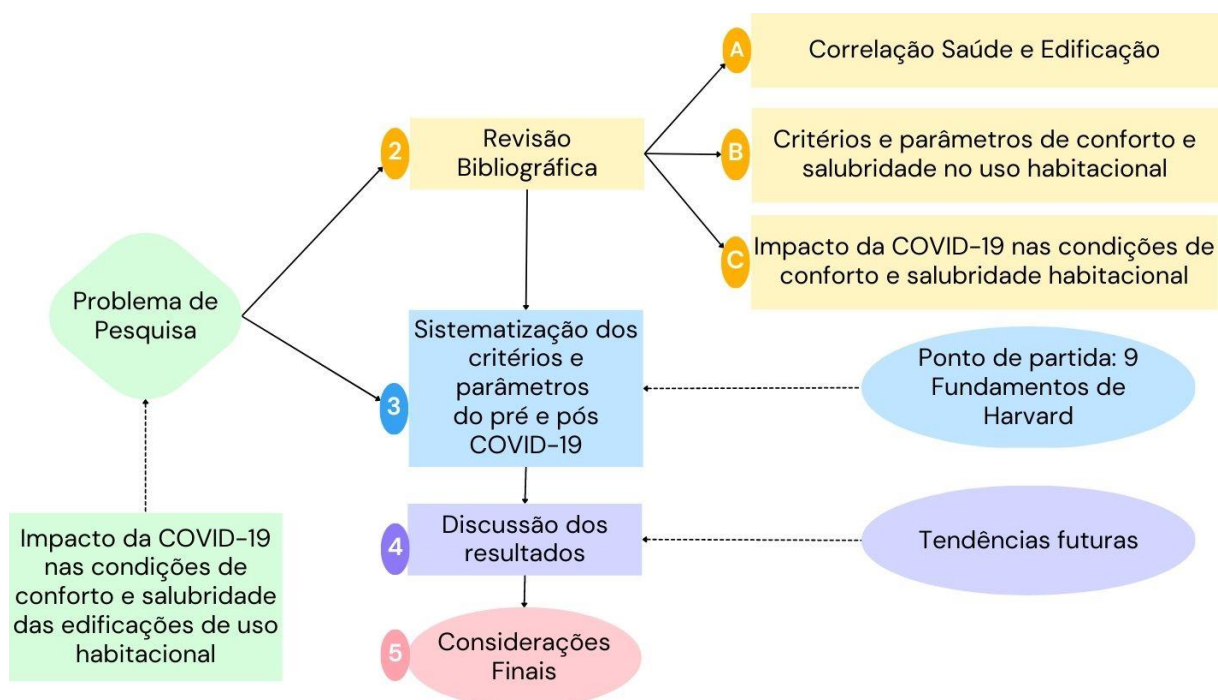 A
Correlação Saúde e Edificação
2
Revisão
Bibliográfica
B
Critérios e parâmetros de conforto e
salubridade no uso habitacional
C
Impacto da COVID-19 nas condições de
conforto e salubridade habitacional
Problema de
Pesquisa
3
Sistematização dos
critérios e
parâmetros
do pré e pós
COVID-19
Ponto de partida: 9
Fundamentos de
Harvard
Impacto da COVID-19
nas condições de
conforto e salubridade
das edificações de uso
habitacional
4
Discussão dos
resultados
Tendências futuras
5
Considerações
Finais